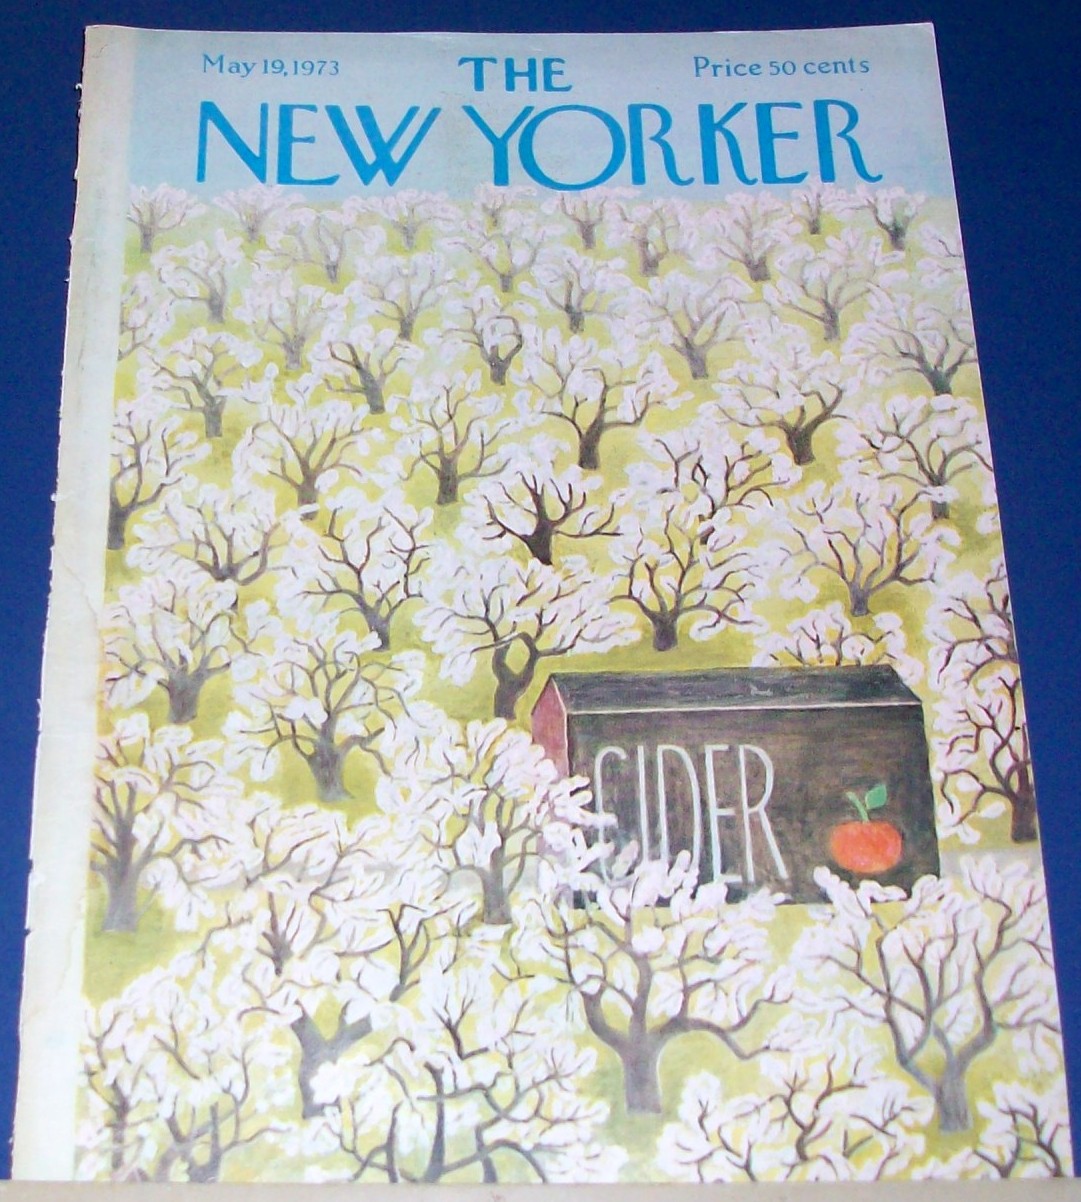 May 19, 1973
THE
Price 50 cents
NEW YORKER
CIDER